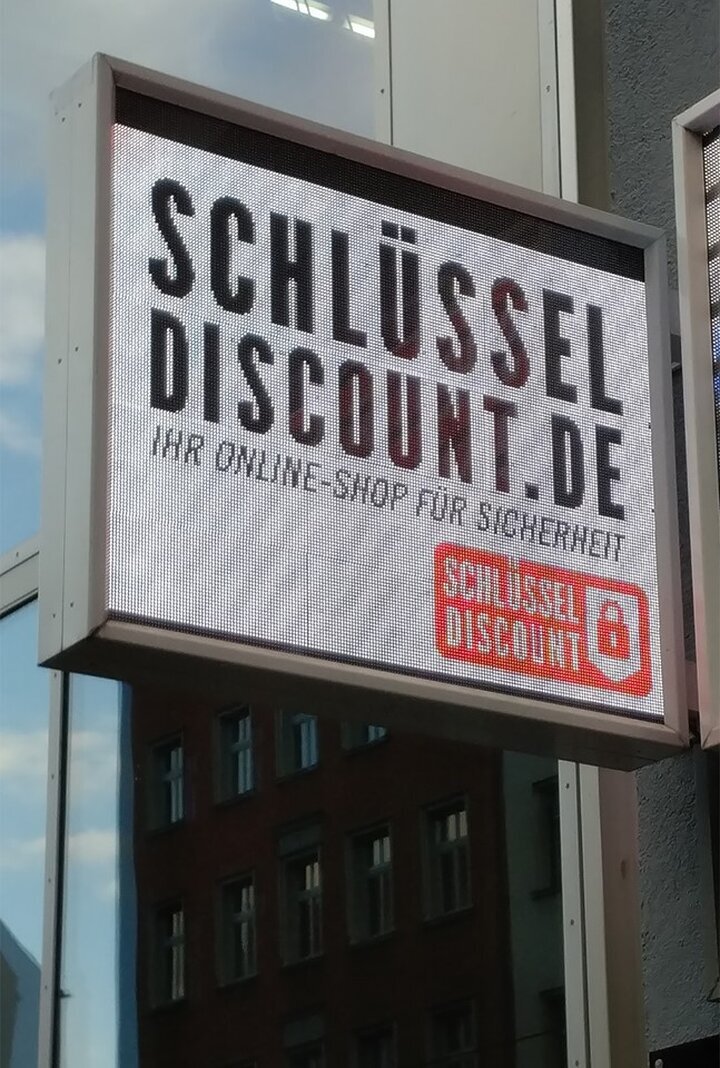 SCHLÜSSEL
DISCOUNT.DE
IHR ONLINE-SHOP FÜR SICHERHEIT
SCHLÜSSEL
DISCOUNT